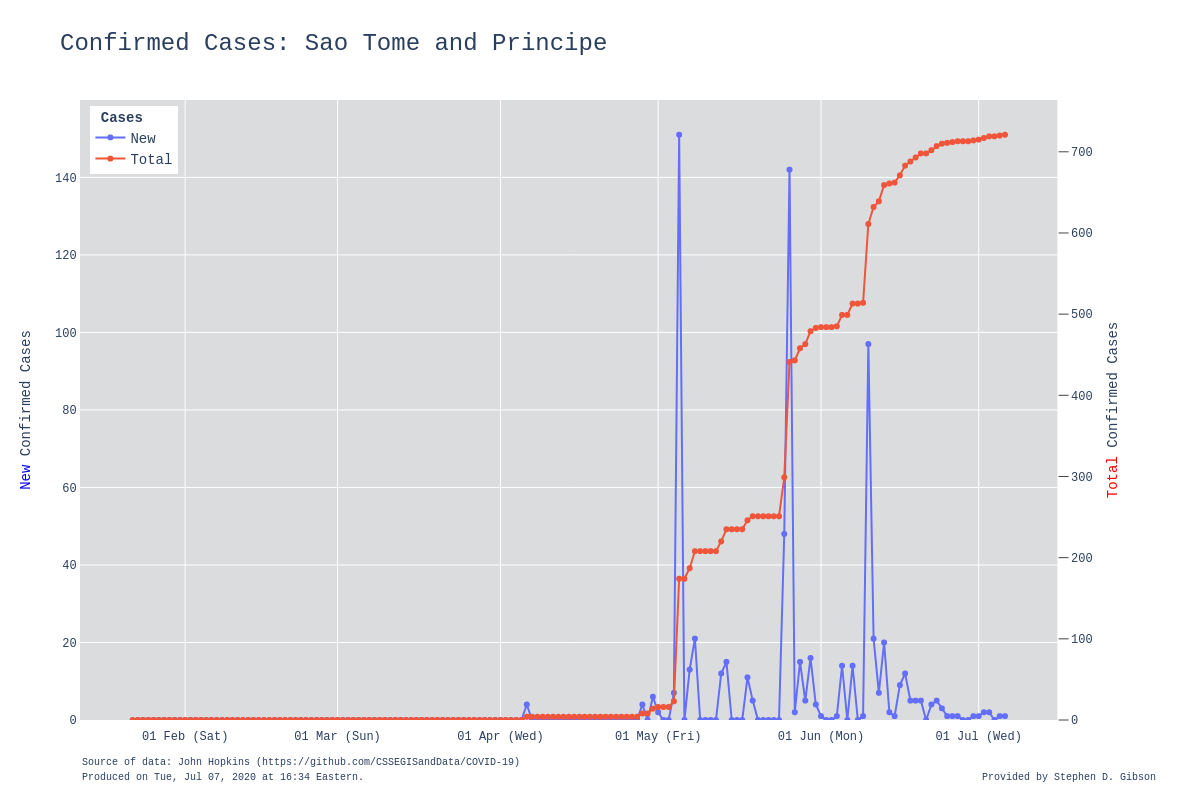 Confirmed Cases: Sao Tome and Principe
Cases
New
Total
140
120
100
80
60
40
20
0
700
600
500
400
300
200
100
0
New Confirmed Cases
Total Confirmed Cases
01 Feb (Sat)
01 Mar (Sun)
01 Apr (Wed)
01 May (Fri)
01 Jun (Mon)
01 Jul (Wed)
Source of data: John Hopkins (https://github.com/CSSEGISandData/COVID-19)
Produced on Tue, Jul 07, 2020 at 16:34 Eastern.
Provided by Stephen D. Gibson